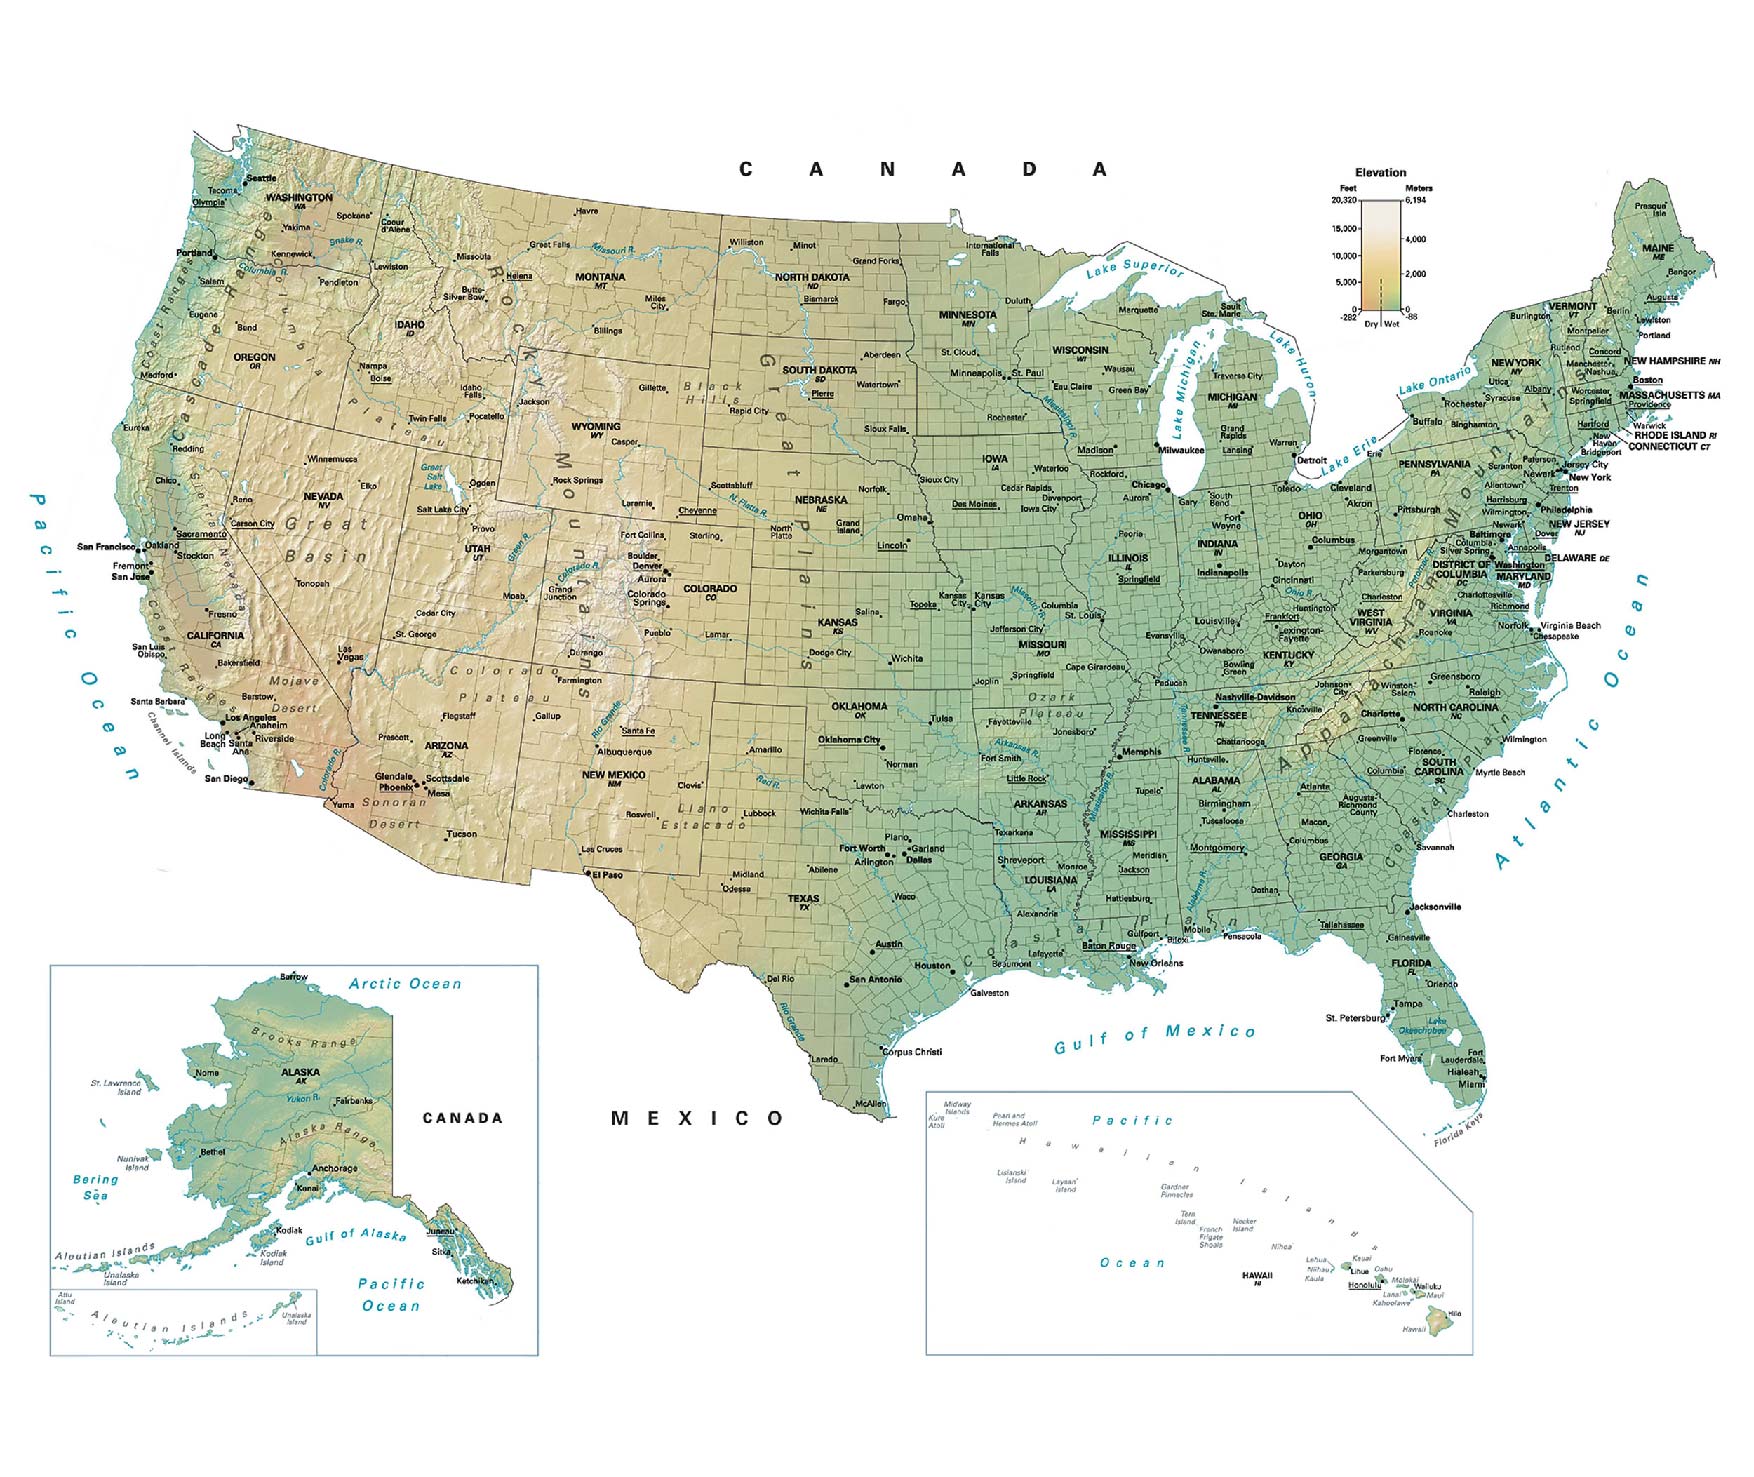 CANADA
Elevation
Feet
Meters
20,320
6,194
15,000
4,000
10,000
2,000
5,000
0
0
-282
-86
Dry
Wet
Seattle
Tacoma
Olympia
WASHINGTON
WA
Spokane
Coeur
d'Alene
Yakima
Snake R.
Kennewick
Portland
Columbia R.
Lewiston
Salem
Pendleton
Eugene
Bend
OREGON
OR
Medford
Coast Ranges
Cascade Range
Columbia
Plateau
IDAHO
ID
Nampa
Boise
Idaho
Falls
Twin Falls
Pocatello
Havre
Great Falls
Missouri R.
Missoula
Helena
Butte-
Silver Bow
MONTANA
MT
Miles
City
Billings
Rocky Mountains
Williston
Minot
Grand Forks
NORTH DAKOTA
ND
Bismarck
Fargo
Aberdeen
SOUTH DAKOTA
SD
Watertown
Pierre
Black
Hills
Rapid City
Sioux Falls
Great Plains
Gillette
Jackson
WYOMING
WY
Casper
Rock Springs
Laramie
Cheyenne
Eureka
Redding
Chico
Winnemucca
Elko
Reno
NEVADA
NV
Carson City
Great
Basin
Sacramento
San Francisco
Oakland
Stockton
Fremont
San Jose
Sierra Nevada
Tonopah
Fresno
CALIFORNIA
CA
San Luis
Obispo
Bakersfield
Las
Vegas
Mojave
Desert
Coast Ranges
Barstow
Santa Barbara
Los Angeles
Anaheim
Riverside
Long
Beach
Santa
Ana
San Diego
Channel Islands
Pacific Ocean
Great
Salt
Lake
Ogden
Salt Lake City
Provo
UTAH
UT
Green R.
Moab
Cedar City
St. George
Colorado
Plateau
Fort Collins
Sterling
Boulder
Denver
Aurora
Colorado R.
Grand
Junction
Colorado
Springs
COLORADO
CO
Pueblo
Lamar
Durango
Farmington
Flagstaff
Gallup
Prescott
ARIZONA
AZ
Glendale
Scottsdale
Phoenix
Mesa
Colorado R.
Yuma
Sonoran
Desert
Tucson
Rio Grande
Santa Fe
Albuquerque
NEW MEXICO
NM
Clovis
Roswell
Las Cruces
El Paso
Llano
Estacado
Scottsbluff
N. Platte R.
NEBRASKA
NE
Norfolk
North
Platte
Grand
Island
Omaha
Lincoln
Salina
Topeka
Kansas
City
Kansas
City
KANSAS
KS
Dodge City
Wichita
OKLAHOMA
OK
Tulsa
Oklahoma City
Norman
Lawton
Amarillo
Red R.
Wichita Falls
Lubbock
Plano
Fort Worth
Garland
Arlington
Dallas
Abilene
Midland
Odessa
TEXAS
TX
Waco
Austin
Houston
San Antonio
Beaumont
Galveston
Del Rio
Rio Grande
Laredo
Corpus Christi
McAllen
International
Falls
Duluth
MINNESOTA
MN
St. Cloud
Minneapolis
St. Paul
Rochester
Mississippi R.
Lake Superior
Marquette
Sault
Ste. Marie
WISCONSIN
WI
Wausau
Eau Claire
Green Bay
Madison
Milwaukee
Lake Michigan
Lake Huron
Traverse City
MICHIGAN
MI
Grand
Rapids
Lansing
Warren
Detroit
IOWA
IA
Sioux City
Waterloo
Cedar Rapids
Davenport
Des Moines
Iowa City
Rockford
Chicago
Aurora
Peoria
ILLINOIS
IL
Springfield
Gary
South
Bend
Fort
Wayne
INDIANA
IN
Indianapolis
Evansville
Toledo
Cleveland
Akron
OHIO
OH
Columbus
Dayton
Cincinnati
Ohio R.
Missouri R.
Columbia
St. Louis
Jefferson City
MISSOURI
MO
Cape Girardeau
Joplin
Springfield
Ozark
Plateau
Fayetteville
Jonesboro
Arkansas R.
Fort Smith
Little Rock
ARKANSAS
AR
Texarkana
Louisville
Frankfort
Huntington
Lexington-
Fayette
Owensboro
Bowling
Green
KENTUCKY
KY
Paducah
Nashville-Davidson
TENNESSEE
TN
Johnson
City
Knoxville
Chattanooga
Tennessee R.
Memphis
Mississippi R.
Tupelo
MISSISSIPPI
MS
Meridian
Jackson
Hattiesburg
Gulfport
Biloxi
Shreveport
Monroe
LOUISIANA
LA
Alexandria
Lafayette
Baton Rouge
New Orleans
Huntsville
ALABAMA
AL
Birmingham
Tuscaloosa
Montgomery
Alabama R.
Dothan
Mobile
Pensacola
Coastal Plain
Atlanta
Augusta-
Richmond
County
Macon
Columbus
GEORGIA
GA
Savannah
Jacksonville
Tallahassee
Gainesville
FLORIDA
FL
Orlando
Tampa
St. Petersburg
Lake
Okeechobee
Fort Myers
Fort
Lauderdale
Hialeah
Miami
Florida Keys
Lake Erie
Lake Ontario
Erie
Buffalo
Rochester
Syracuse
Utica
NEW YORK
NY
Albany
Binghamton
PENNSYLVANIA
PA
Scranton
Allentown
Harrisburg
Pittsburgh
Philadelphia
Presque
Isle
MAINE
ME
Bangor
Augusta
Lewiston
Portland
VERMONT
VT
Burlington
Berlin
Montpelier
Rutland
Concord
Manchester
Nashua
NEW HAMPSHIRE NH
Boston
Worcester
Springfield
MASSACHUSETTS MA
Providence
Warwick
Hartford
RHODE ISLAND RI
New
Haven
Bridgeport
CONNECTICUT CT
Paterson
Newark
Jersey City
New York
Trenton
Wilmington
Newark
NEW JERSEY
NJ
Dover
Baltimore
Columbia
Silver Spring
Annapolis
DELAWARE DE
DISTRICT OF
COLUMBIA
DC
Washington
MARYLAND
MD
Potomac R.
Morgantown
Parkersburg
Charleston
WEST
VIRGINIA
WV
Charlottesville
VIRGINIA
VA
Richmond
Roanoke
Norfolk
Virginia Beach
Chesapeake
Appalachian Mountains
Winston-
Salem
Greensboro
Raleigh
NORTH CAROLINA
NC
Charlotte
Wilmington
Greenville
Florence
SOUTH
CAROLINA
SC
Columbia
Myrtle Beach
Charleston
Coastal Plain
Atlantic Ocean
Gulf of Mexico
MEXICO
Barrow
Arctic Ocean
Brooks Range
Nome
ALASKA
AK
St. Lawrence
Island
Yukon R.
Fairbanks
CANADA
Alaska Range
Nunivak
Island
Bethel
Anchorage
Kenai
Bering
Sea
Kodiak
Gulf of Alaska
Juneau
Sitka
Aleutian Islands
Kodiak
Island
Unalaska
Island
Ketchikan
Pacific
Ocean
Attu
Island
Aleutian Islands
Unalaska
Island
Midway
Islands
Kure
Atoll
Pearl and
Hermes Atoll
Pacific
Hawaiian Islands
Lisianski
Island
Laysan
Island
Gardner
Pinnacles
Tern
Island
French
Frigate
Shoals
Necker
Island
Nihoa
Ocean
HAWAII
HI
Lehua
Niihau
Kaula
Kauai
Lihue
Oahu
Honolulu
Molokai
Wailuku
Lanai
Maui
Kahoolawe
Hilo
Hawaii